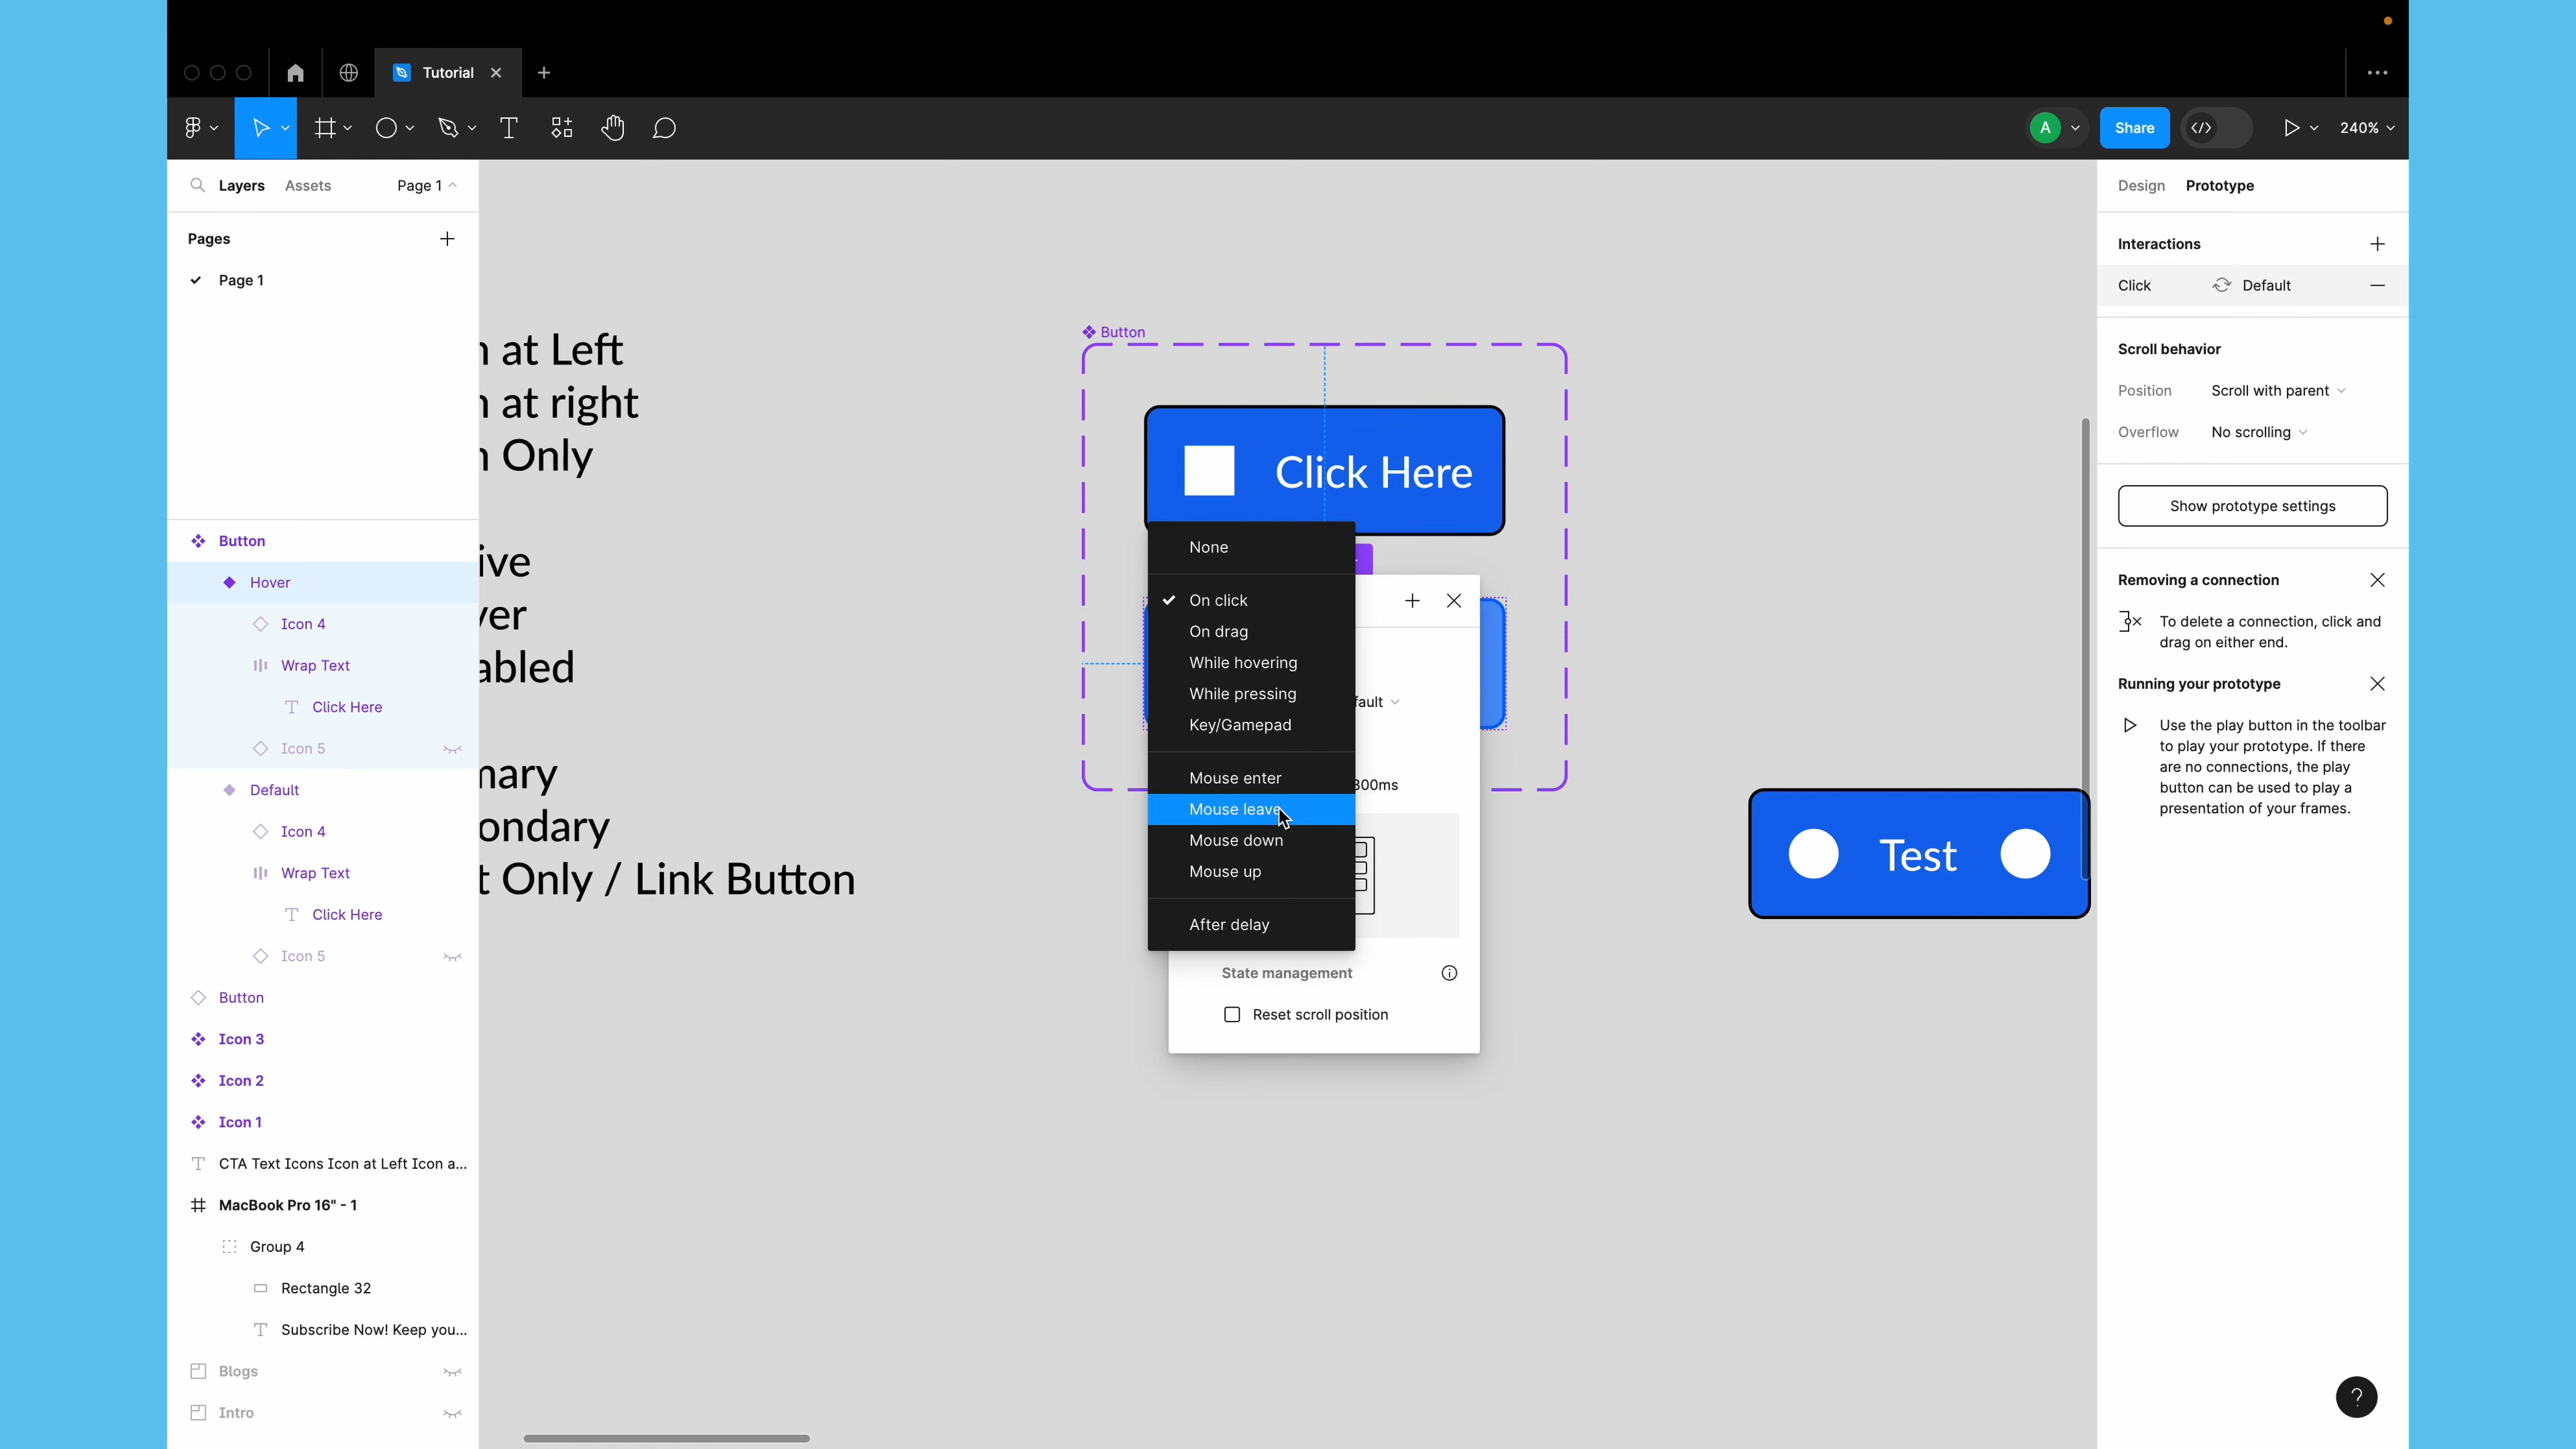 Tutorial
A
Share
240%
Layers
Assets
Page 1
Pages
Page 1
Button
Hover
Icon 4
Wrap Text
Click Here
Icon 5
Default
Icon 4
Wrap Text
Click Here
Icon 5
Button
Icon 3
Icon 2
Icon 1
CTA Text Icons Icon at Left Icon a...
MacBook Pro 16" - 1
Group 4
Rectangle 32
Subscribe Now! Keep you...
Blogs
Intro
n at Left
n at right
n Only
ive
ver
abled
mary
ondary
t Only / Link Button
Button
Click Here
None
On click
On drag
While hovering
While pressing
Key/Gamepad
Mouse enter
Mouse leave
Mouse down
Mouse up
After delay
fault
300ms
State management
Reset scroll position
Test
Design
Prototype
Interactions
Click
Default
Scroll behavior
Position
Scroll with parent
Overflow
No scrolling
Show prototype settings
Removing a connection
To delete a connection, click and
drag on either end.
Running your prototype
Use the play button in the toolbar
to play your prototype. If there
are no connections, the play
button can be used to play a
presentation of your frames.
?